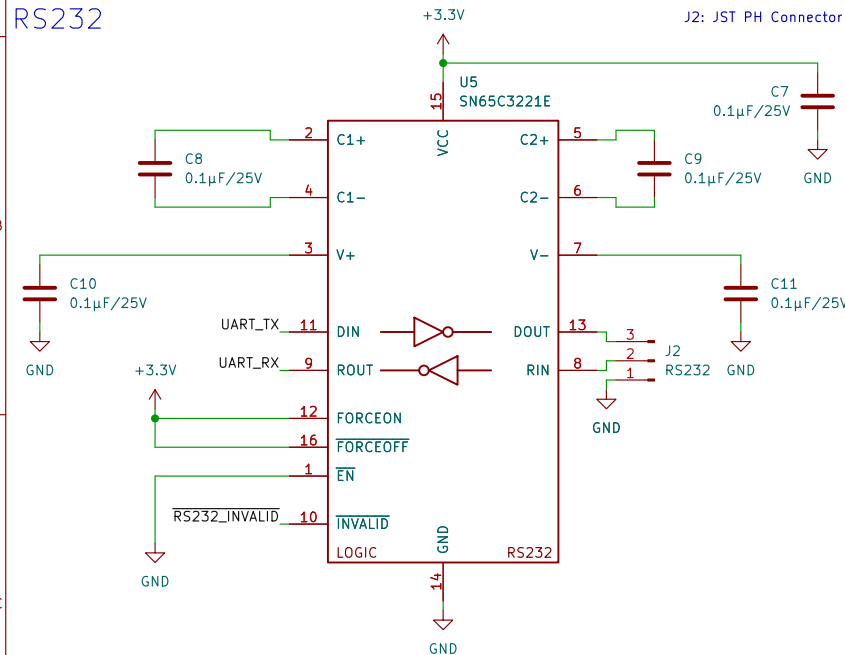 RS232
+3.3V
J2: JST PH Connector
U5
SN65C3221E
C7
0.1µF/25V
GND
15
VCC
2
C1+
C2+
5
C8
0.1µF/25V
C9
0.1µF/25V
4
C1-
C2-
6
3
V+
V-
7
C10
0.1µF/25V
GND
C11
0.1µF/25V
GND
UART_TX
11
DIN
DOUT
13
UART_RX
9
ROUT
RIN
8
3
2
1
J2
RS232
GND
+3.3V
12
FORCEON
16
FORCEOFF
1
EN
RS232_INVALID
10
INVALID
GND
LOGIC
GND
RS232
14
GND